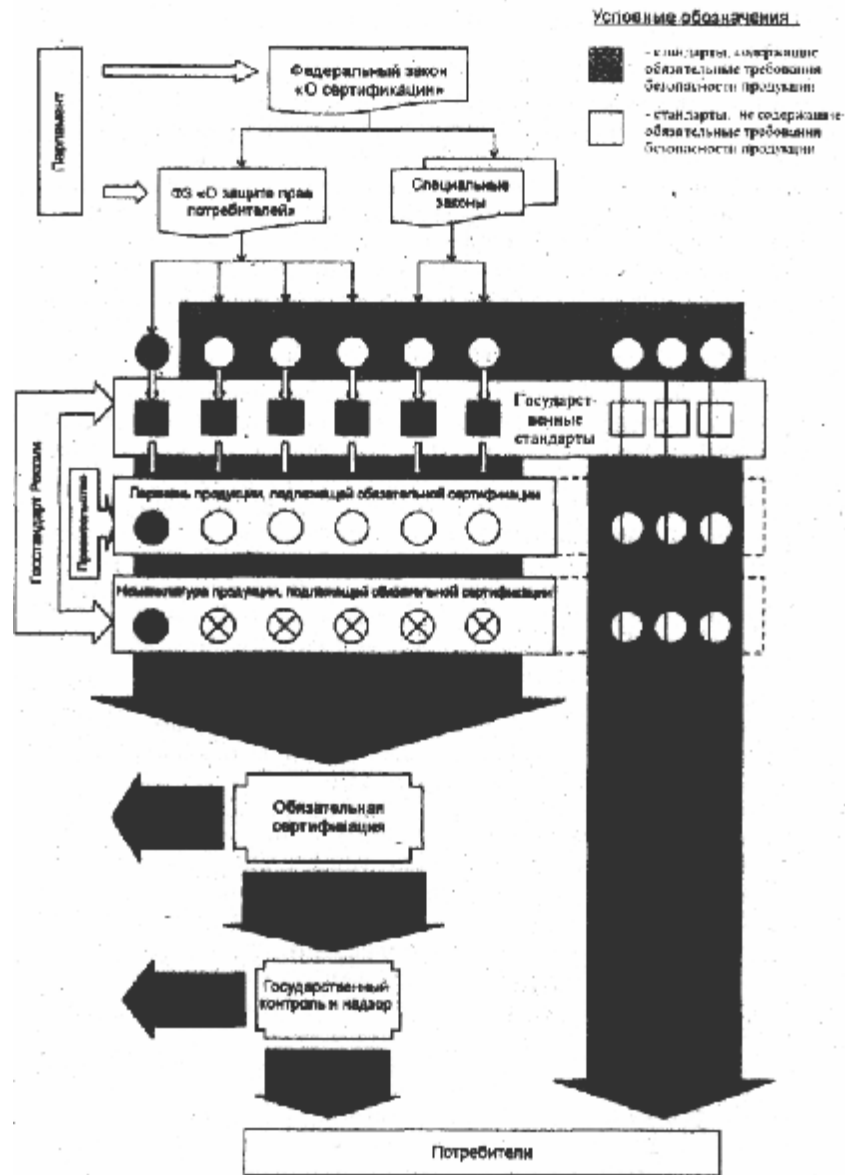 Условные обозначения :
- стандарты, содержащие
обязательные требования
безопасности продукции
- стандарты, не содержащие
обязательные требования
безопасности продукции
Парламент
Федеральный закон
«О сертификации»
ФЗ «О защите прав
потребителей»
Специальные
законы
Государст-
венные
стандарты
Госстандарт России
Правительство
Перечень продукции, подлежащей обязательной сертификации
Номенклатура продукции, подлежащей обязательной сертификации
Обязательная
сертификация
Государственный
контроль и надзор
Потребители